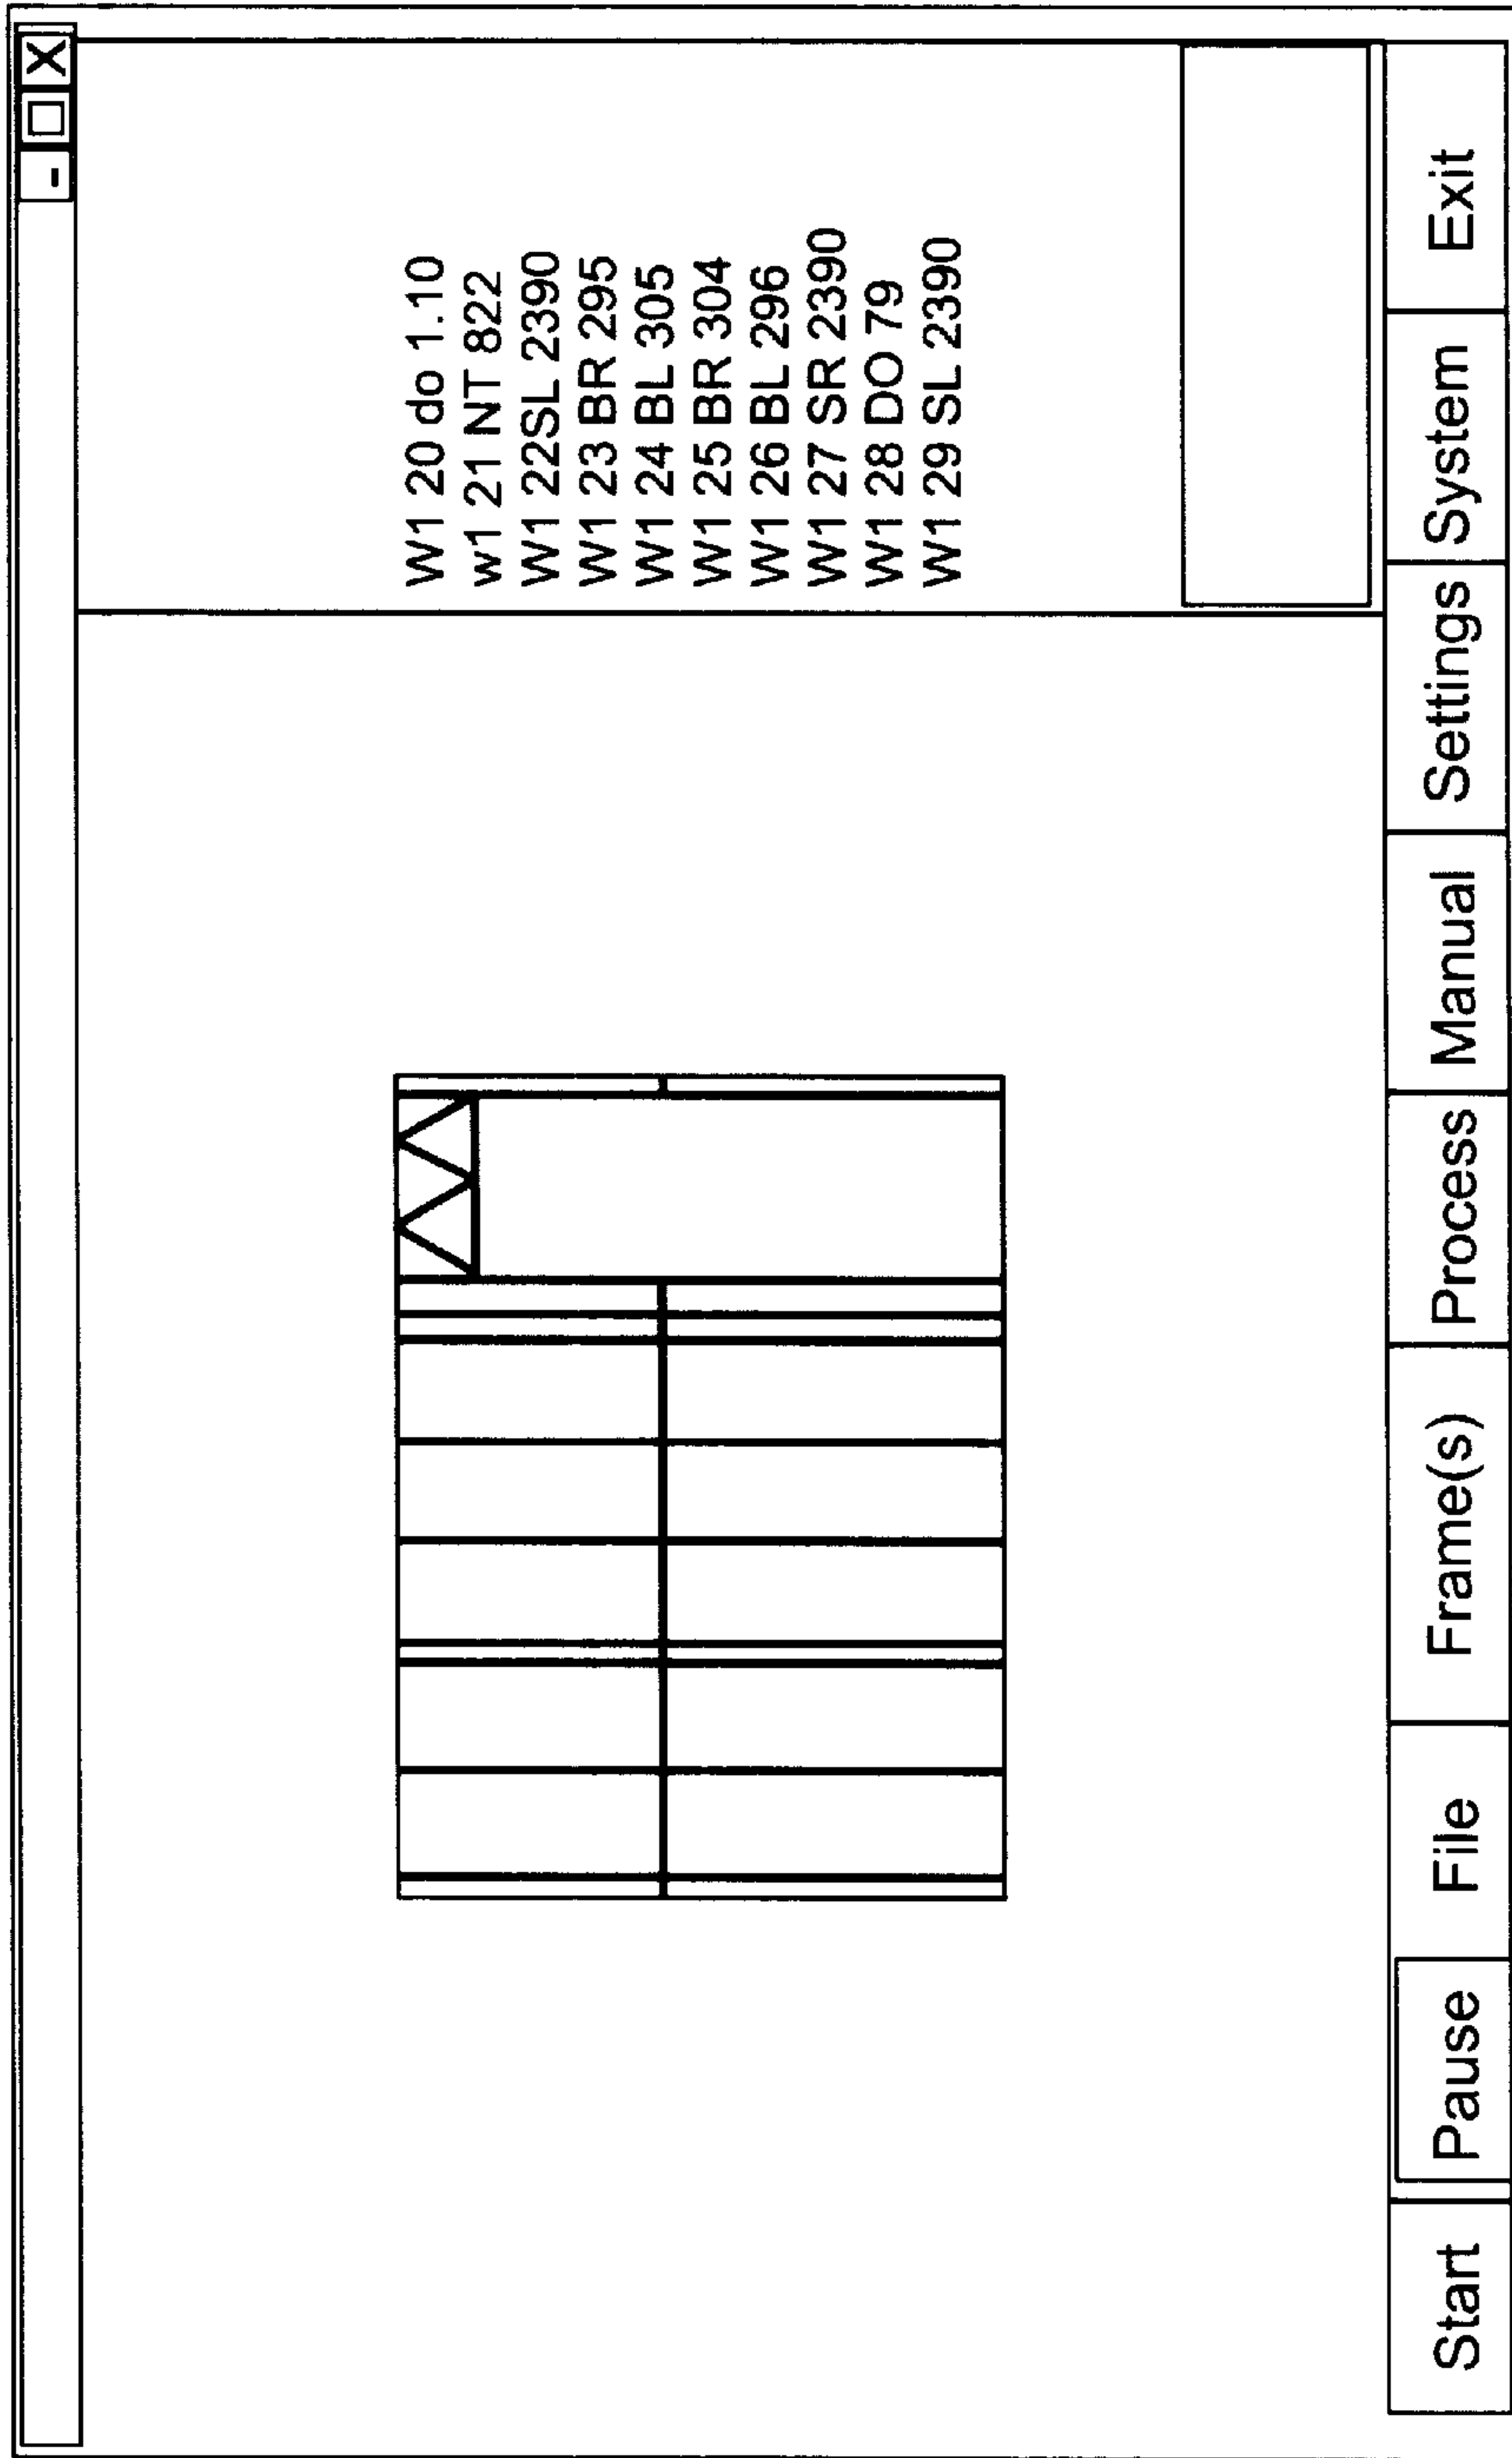 - □ X
W1 20 do 1.10
w1 21 NT 822
W1 22SL 2390
W1 23 BR 295
W1 24 BL 305
W1 25 BR 304
W1 26 BL 296
W1 27 SR 2390
W1 28 DO 79
W1 29 SL 2390
Start Pause File Frame(s) Process Manual Settings System Exit